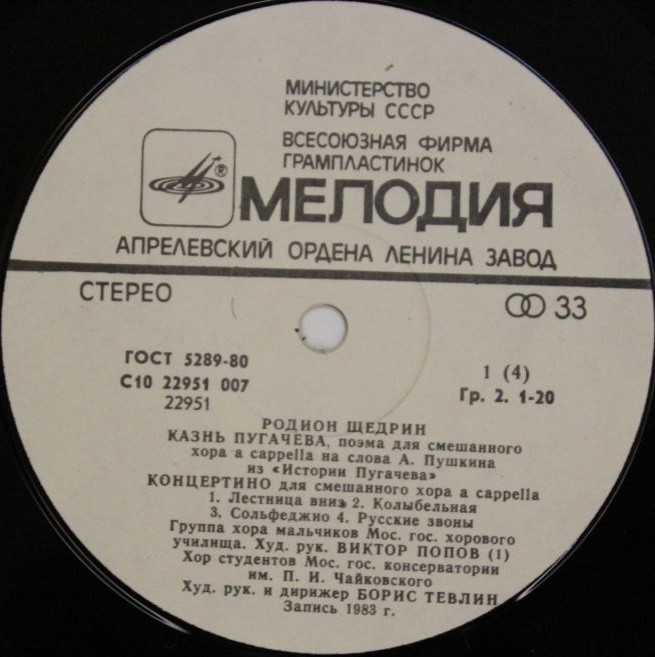 МИНИСТЕРСТВО
КУЛЬТУРЫ СССР
ВСЕСОЮЗНАЯ ФИРМА
ГРАМПЛАСТИНОК
®
МЕЛОДИЯ
АПРЕЛЕВСКИЙ ОРДЕНА ЛЕНИНА ЗАВОД
СТЕРЕО
33
ГОСТ 5289-80
С10 22951 007
22951
1 (4)
Гр. 2. 1-20
РОДИОН ЩЕДРИН
КАЗНЬ ПУГАЧЕВА, поэма для смешанного
хора a cappella на слова А. Пушкина
из «Истории Пугачева»
КОНЦЕРТИНО для смешанного хора a cappella
1. Лестница вниз 2. Колыбельная
3. Сольфеджио 4. Русские звоны
Группа хора мальчиков Мос. гос. хорового
училища. Худ. рук. ВИКТОР ПОПОВ (1)
Хор студентов Мос. гос. консерватории
им. П. И. Чайковского
Худ. рук. и дирижер БОРИС ТЕВЛИН
Запись 1983 г.